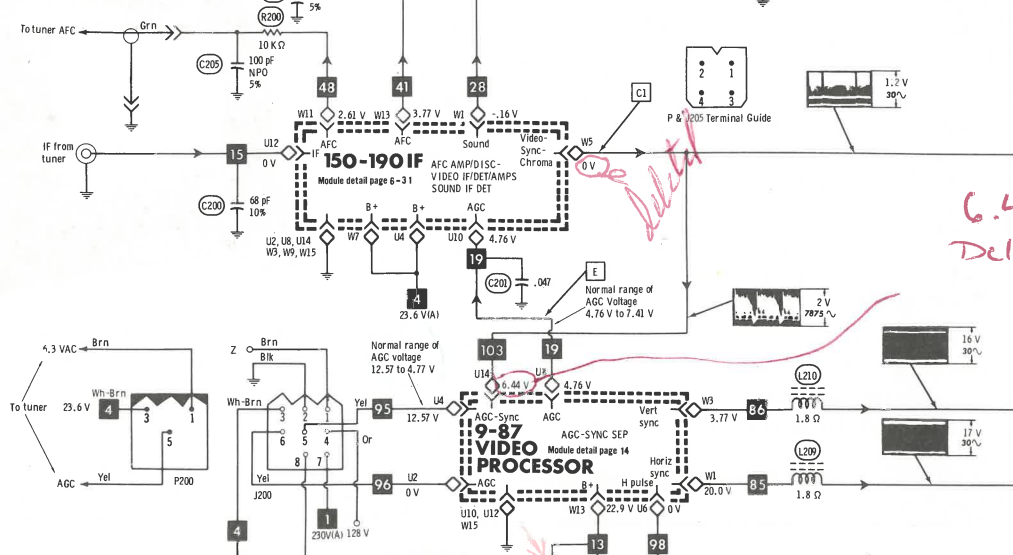 5%
R200
To tuner AFC
Grn
10 KΩ
C205
100 pF
NPO
5%
48
41
28
W11
2.61 V
W13
3.77 V
W1
-.16 V
AFC
AFC
Sound
Video-
Sync-
Chroma
W5
0 V
C1
Deleted
2
1
4
3
P & J205 Terminal Guide
1.2 V
30∿
IF from
tuner
15
U12
0 V
IF
150-190 IF
Module detail page 6-31
AFC AMP/DISC-
VIDEO IF/DET/AMPS
SOUND IF DET
C200
68 pF
10%
B+
B+
AGC
U2, U8, U14
W3, W9, W15
W7
U4
U10
4.76 V
19
C201
.047
4
23.6 V(A)
E
Normal range of
AGC Voltage
4.76 V to 7.41 V
2 V
7875∿
6.4
Del
103
19
U14
6.44 V
4.76 V
16 V
30∿
Brn
Z
Brn
Blk
Normal range of
AGC voltage
12.57 to 4.77 V
Wh-Brn
To tuner
23.6 V
4
3
1
5
P200
AGC
Yel
Wh-Brn
3
2
1
6
5
4
8
7
Yel
Or
Yel
J200
95
U4
12.57 V
96
U2
0 V
4
1
230V(A)
128 V
AGC-Sync
AGC
Vert
sync
9-87
VIDEO
PROCESSOR
AGC-SYNC SEP
Module detail page 14
Horiz
sync
AGC
B+
H pulse
U10, U12
W15
W13
22.9 V
U6
0 V
13
98
W3
3.77 V
86
L210
1.8 Ω
17 V
30∿
W1
20.0 V
85
L209
1.8 Ω